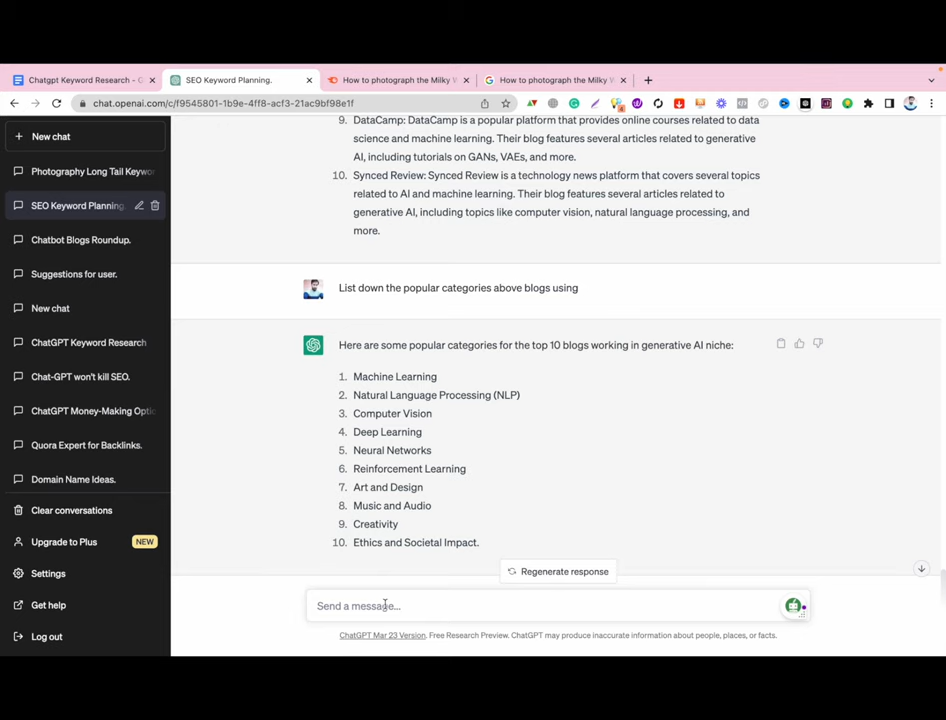 Chatgpt Keyword Research - G
SEO Keyword Planning.
How to photograph the Milky W
How to photograph the Milky W
chat.openai.com/c/f9545801-1b9e-4ff8-acf3-21ac9bf98e1f
New chat
Photography Long Tail Keywor
SEO Keyword Planning.
Chatbot Blogs Roundup.
Suggestions for user.
New chat
ChatGPT Keyword Research
Chat-GPT won't kill SEO.
ChatGPT Money-Making Optio
Quora Expert for Backlinks.
Domain Name Ideas.
Clear conversations
Upgrade to Plus NEW
Settings
Get help
Log out
9. DataCamp: DataCamp is a popular platform that provides online courses related to data
science and machine learning. Their blog features several articles related to generative
AI, including tutorials on GANs, VAEs, and more.
10. Synced Review: Synced Review is a technology news platform that covers several topics
related to AI and machine learning. Their blog features several articles related to
generative AI, including topics like computer vision, natural language processing, and
more.
List down the popular categories above blogs using
Here are some popular categories for the top 10 blogs working in generative AI niche:
1. Machine Learning
2. Natural Language Processing (NLP)
3. Computer Vision
4. Deep Learning
5. Neural Networks
6. Reinforcement Learning
7. Art and Design
8. Music and Audio
9. Creativity
10. Ethics and Societal Impact.
Regenerate response
Send a message...
ChatGPT Mar 23 Version. Free Research Preview. ChatGPT may produce inaccurate information about people, places, or facts.